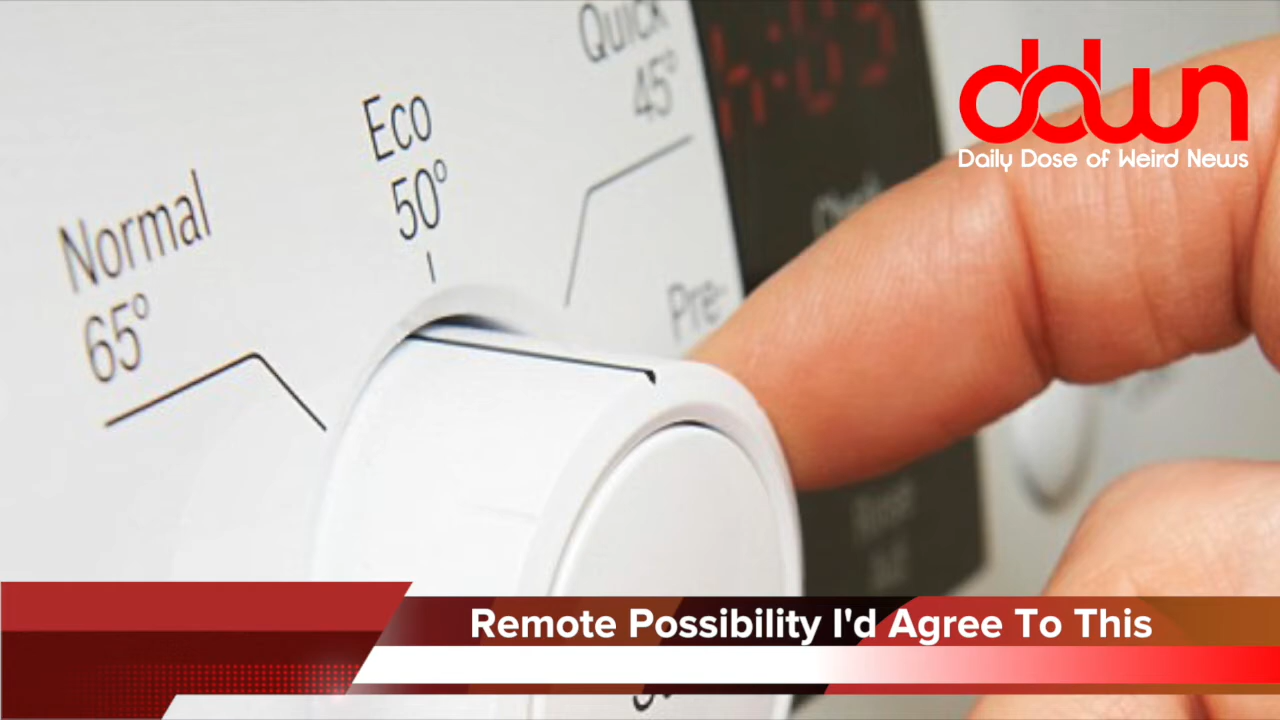 Quick
45°
Eco
50°
Normal
65°
Pre-
ddwn
Daily Dose of Weird News
Remote Possibility I'd Agree To This